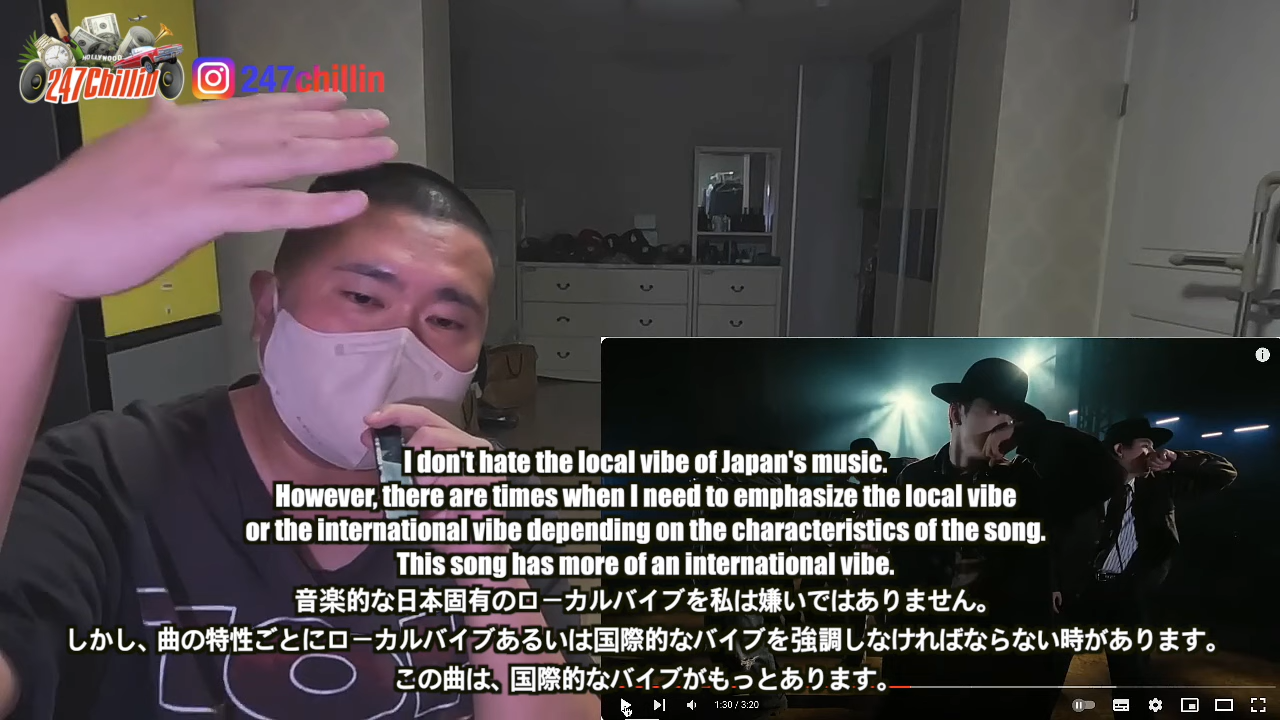 HOLLYWOOD
247Chillin
247chillin
I don't hate the local vibe of Japan's music.
However, there are times when I need to emphasize the local vibe
or the international vibe depending on the characteristics of the song.
This song has more of an international vibe.
音楽的な日本固有のローカルバイブを私は嫌いではありません。
しかし、曲の特性ごとにローカルバイブあるいは国際的なバイブを強調しなければならない時があります。
この曲は、国際的なバイブがもっとあります。
1:30 / 3:20